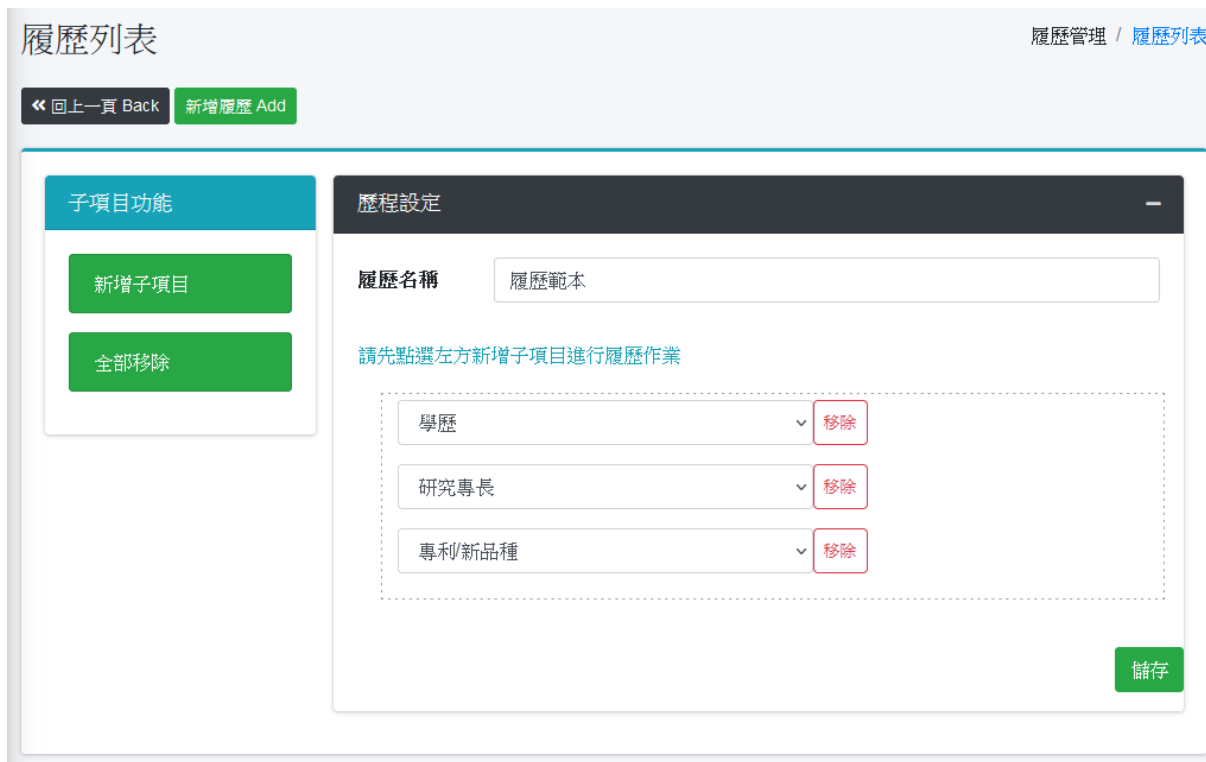 履歷列表
履歷管理 / 履歷列表
« 回上一頁 Back
新增履歷 Add
子項目功能
新增子項目
全部移除
歷程設定
履歷名稱
履歷範本
請先點選左方新增子項目進行履歷作業
學歷
移除
研究專長
移除
專利/新品種
移除
儲存